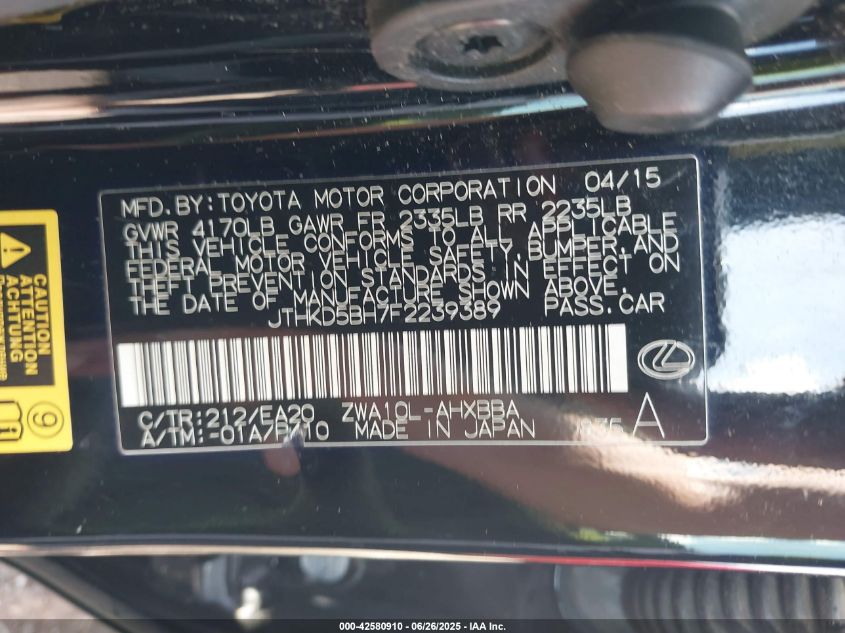 MFD.BY:TOYOTA MOTOR CORPORATION 04/15
GVWR 4170LB GAWR FR 2335LB RR 2235LB
THIS VEHICLE CONFORMS TO ALL APPLICABLE
FEDERAL MOTOR VEHICLE SAFETY, BUMPER, AND
THEFT PREVENTION STANDARDS IN EFFECT ON
THE DATE OF MANUFACTURE SHOWN ABOVE.
JTHKD5BH7F2239389 PASS.CAR
C/TR:212/EA20 ZWA10L-AHXBBA
A/TM:-01A/P410 MADE IN JAPAN A
CAUTION
ATTENTION
ACHTUNG
9
000-42580910 - 06/26/2025 - IAA Inc.